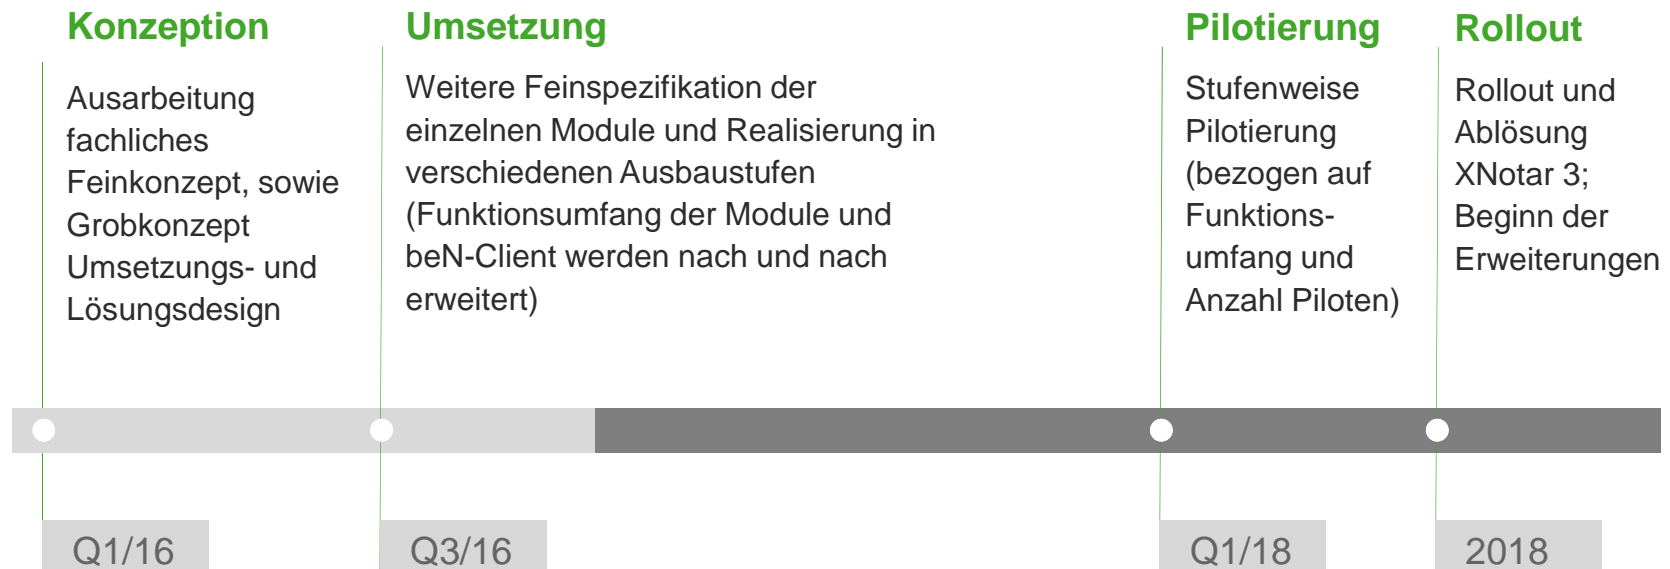 Konzeption
Ausarbeitung
fachliches
Feinkonzept, sowie
Grobkonzept
Umsetzungs- und
Lösungsdesign
Umsetzung
Weitere Feinspezifikation der
einzelnen Module und Realisierung in
verschiedenen Ausbaustufen
(Funktionsumfang der Module und
beN-Client werden nach und nach
erweitert)
Pilotierung
Stufenweise
Pilotierung
(bezogen auf
Funktions-
umfang und
Anzahl Piloten)
Rollout
Rollout und
Ablösung
XNotar 3;
Beginn der
Erweiterungen
Q1/16
Q3/16
Q1/18
2018